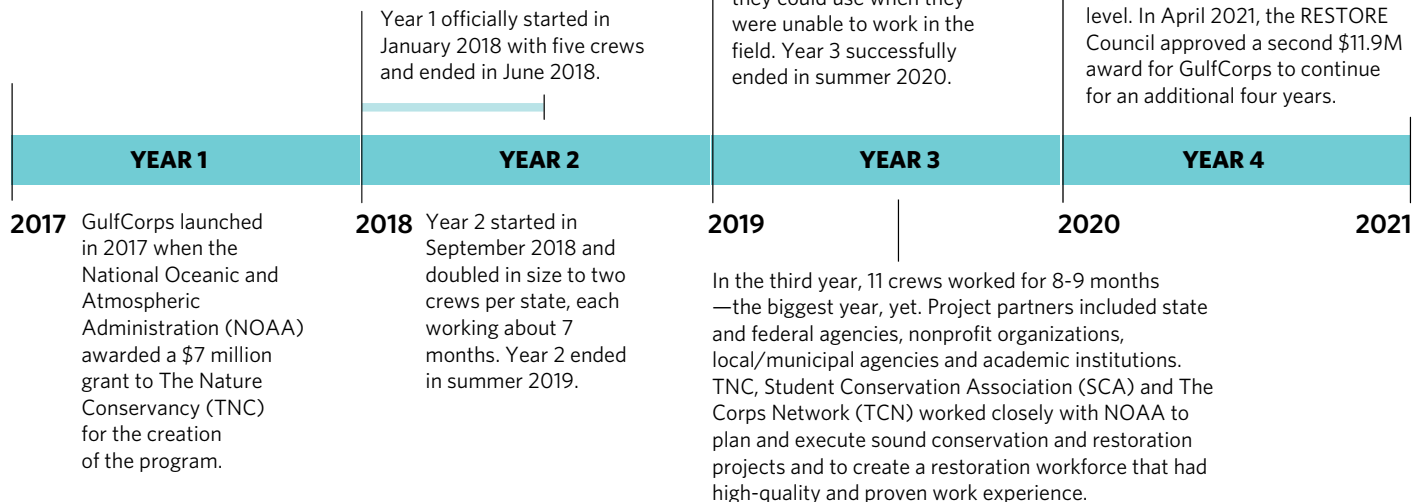 Year 1 officially started in
January 2018 with five crews
and ended in June 2018.
they could use when they
were unable to work in the
field. Year 3 successfully
ended in summer 2020.
level. In April 2021, the RESTORE
Council approved a second $11.9M
award for GulfCorps to continue
for an additional four years.
YEAR 1
YEAR 2
YEAR 3
YEAR 4
2017
GulfCorps launched
in 2017 when the
National Oceanic and
Atmospheric
Administration (NOAA)
awarded a $7 million
grant to The Nature
Conservancy (TNC)
for the creation
of the program.
2018
Year 2 started in
September 2018 and
doubled in size to two
crews per state, each
working about 7
months. Year 2 ended
in summer 2019.
2019
In the third year, 11 crews worked for 8-9 months
—the biggest year, yet. Project partners included state
and federal agencies, nonprofit organizations,
local/municipal agencies and academic institutions.
TNC, Student Conservation Association (SCA) and The
Corps Network (TCN) worked closely with NOAA to
plan and execute sound conservation and restoration
projects and to create a restoration workforce that had
high-quality and proven work experience.
2020
2021